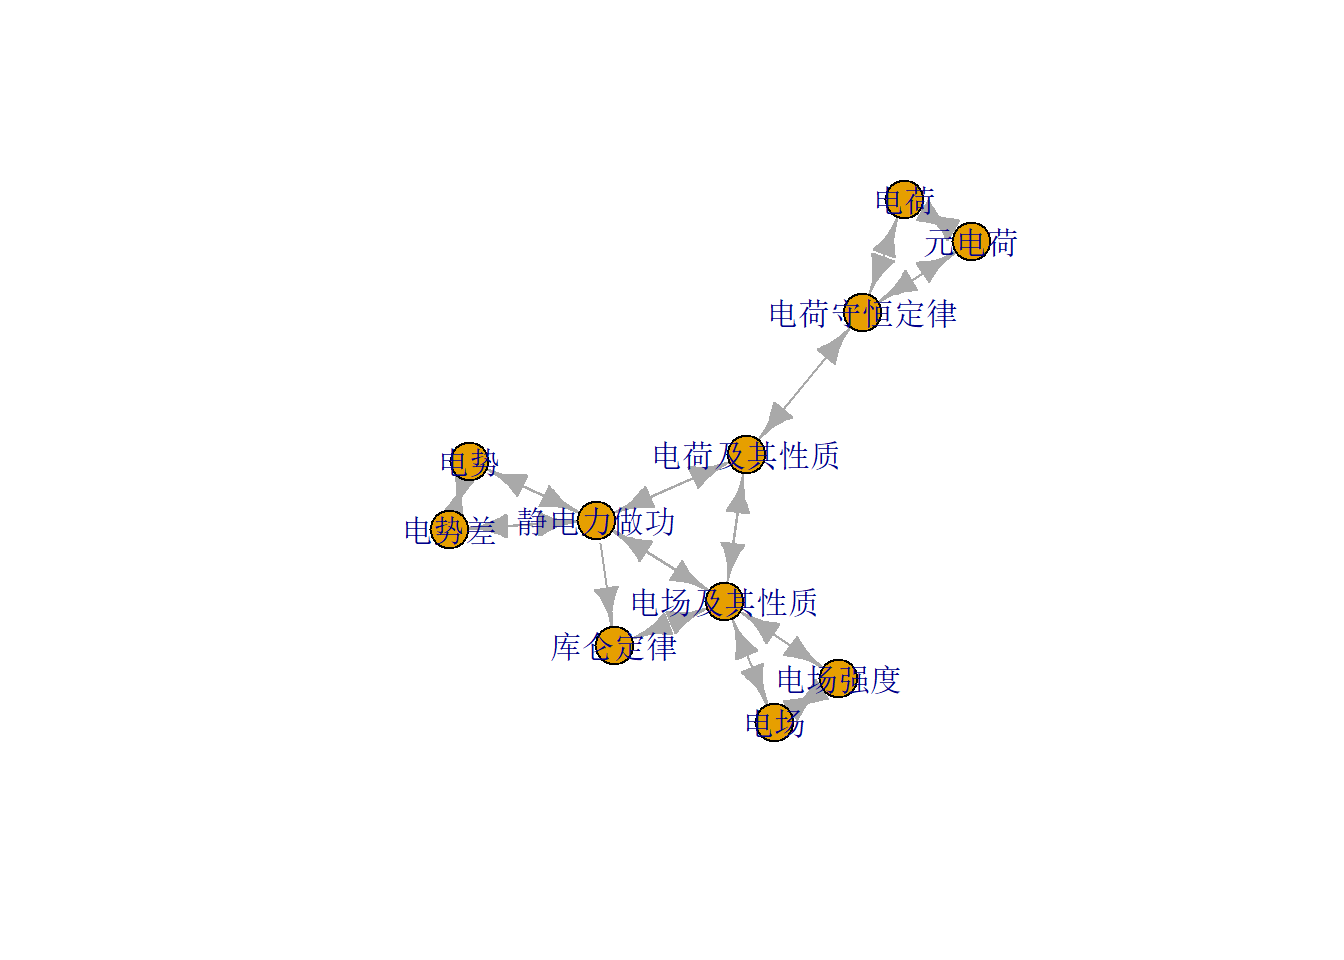 电荷
元电荷
电荷守恒定律
电荷及其性质
电势
电势差
静电力做功
电场及其性质
库仑定律
电场强度
电场